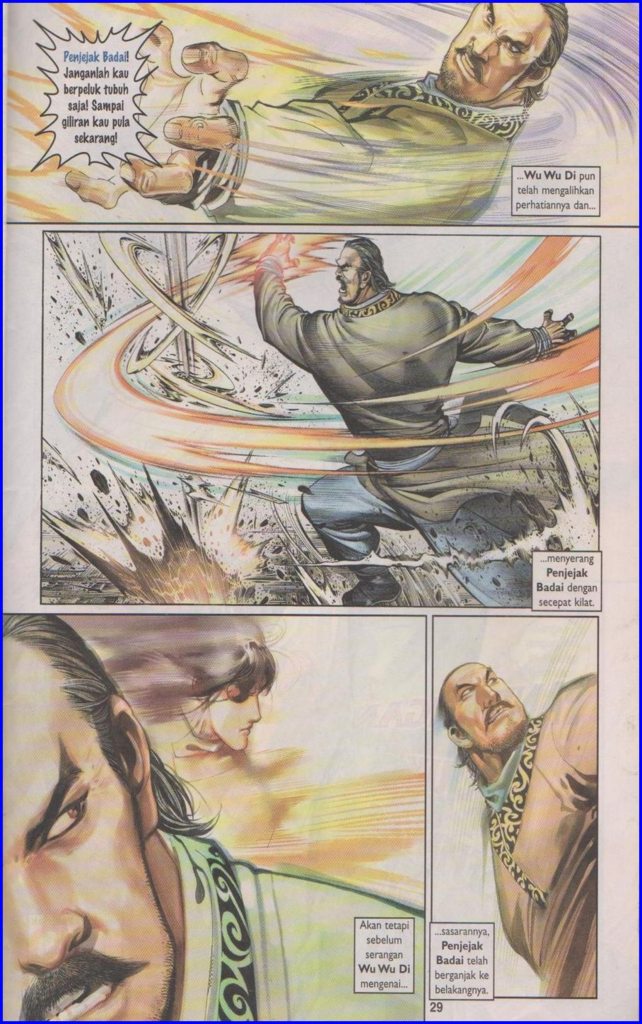 Penjejak Badai!
Janganlah kau
berpeluk tubuh
saja! Sampai
giliran kau pula
sekarang!
...Wu Wu Di pun
telah mengalihkan
perhatiannya dan...
...menyerang
Penjejak
Badai dengan
secepat kilat.
Akan tetapi
sebelum
serangan
Wu Wu Di
mengenai...
...sasarannya,
Penjejak
Badai telah
berganjak ke
belakangnya.
29